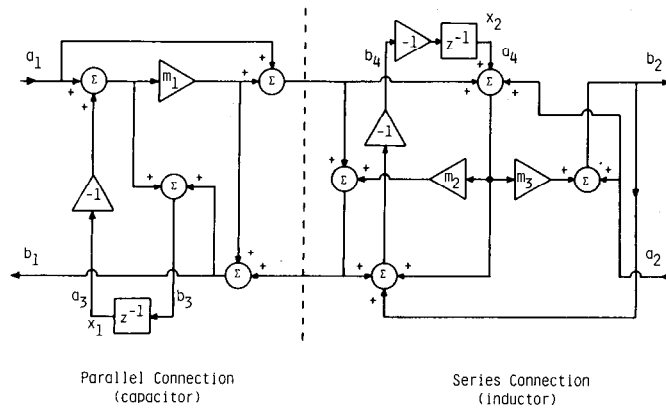 x₂
-1
z⁻¹
b₄
a₄
a₁
b₂
+
+
Σ
+
m₁
+
Σ
+
Σ
+
+
+
-1
-1
+
Σ
+
+
Σ
+
m₂
m₃
+
Σ
+
b₁
+
Σ
+
+
Σ
+
+
a₂
a₃
b₃
x₁
z⁻¹
Parallel Connection
(capacitor)
Series Connection
(inductor)